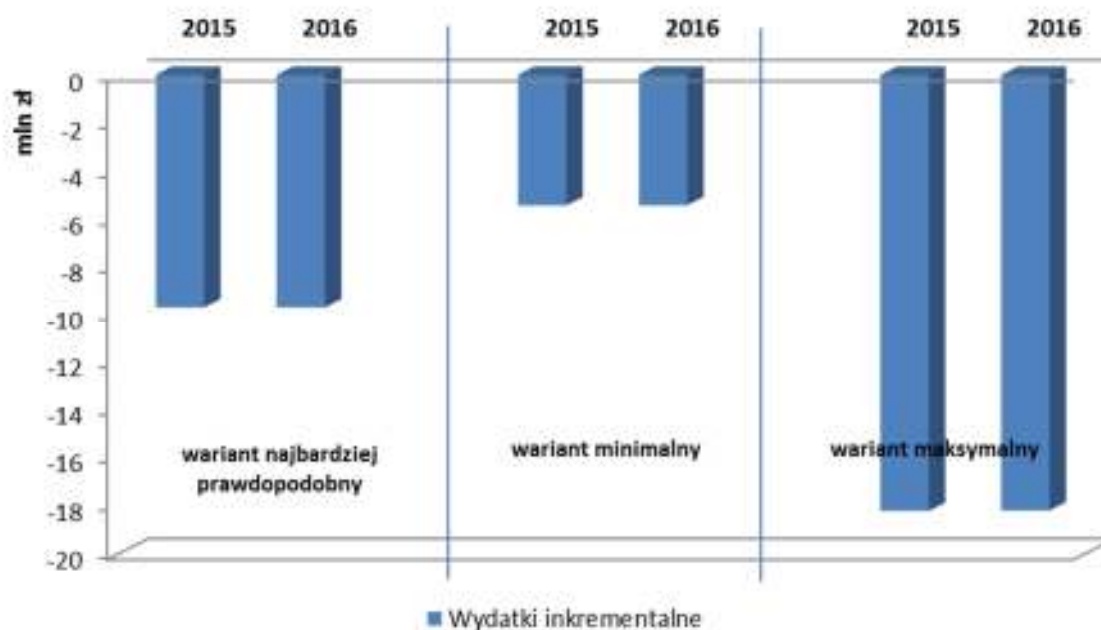 2015 2016 2015 2016 2015 2016
mln zł
0
-2
-4
-6
-8
-10
-12
-14
-16
-18
-20
wariant najbardziej
prawdopodobny
wariant minimalny
wariant maksymalny
Wydatki inkrementalne